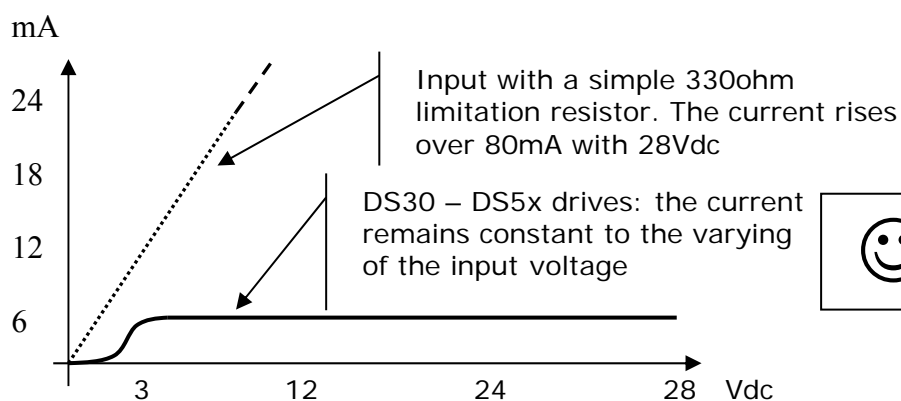 mA
24
18
12
6
Input with a simple 330ohm
limitation resistor. The current rises
over 80mA with 28Vdc
DS30 – DS5x drives: the current
remains constant to the varying
of the input voltage
3 12 24 28 Vdc